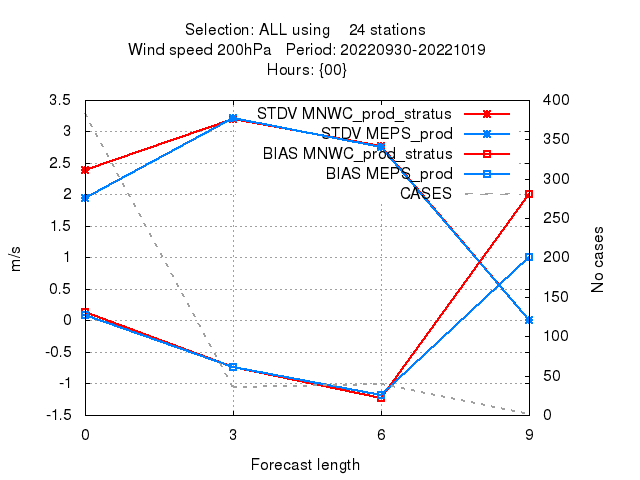 Selection: ALL using 24 stations
Wind speed 200hPa Period: 20220930-20221019
Hours: {00}
STDV MNWC_prod_stratus
STDV MEPS_prod
BIAS MNWC_prod_stratus
BIAS MEPS_prod
CASES
3.5
3
2.5
2
1.5
1
0.5
0
-0.5
-1
-1.5
m/s
400
350
300
250
200
150
100
50
0
No cases
0 3 6 9
Forecast length